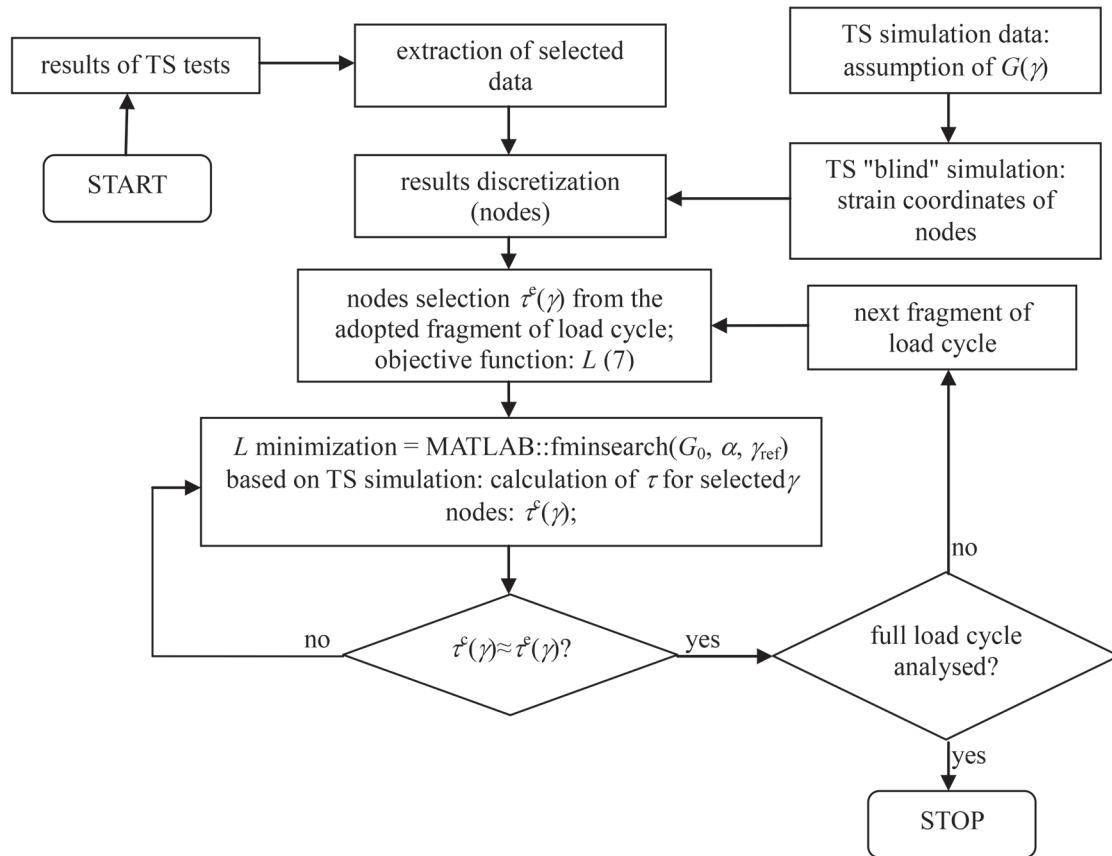 results of TS tests
extraction of selected
data
TS simulation data:
assumption of G(γ)
START
results discretization
(nodes)
TS "blind" simulation:
strain coordinates of
nodes
nodes selection τᵉ(γ) from the
adopted fragment of load cycle;
objective function: L (7)
next fragment of
load cycle
L minimization = MATLAB::fminsearch(G₀, α, γref)
based on TS simulation: calculation of τ for selected γ
nodes: τᶜ(γ);
no
no
τᶜ(γ)≈τᵉ(γ)?
yes
full load cycle
analysed?
yes
STOP